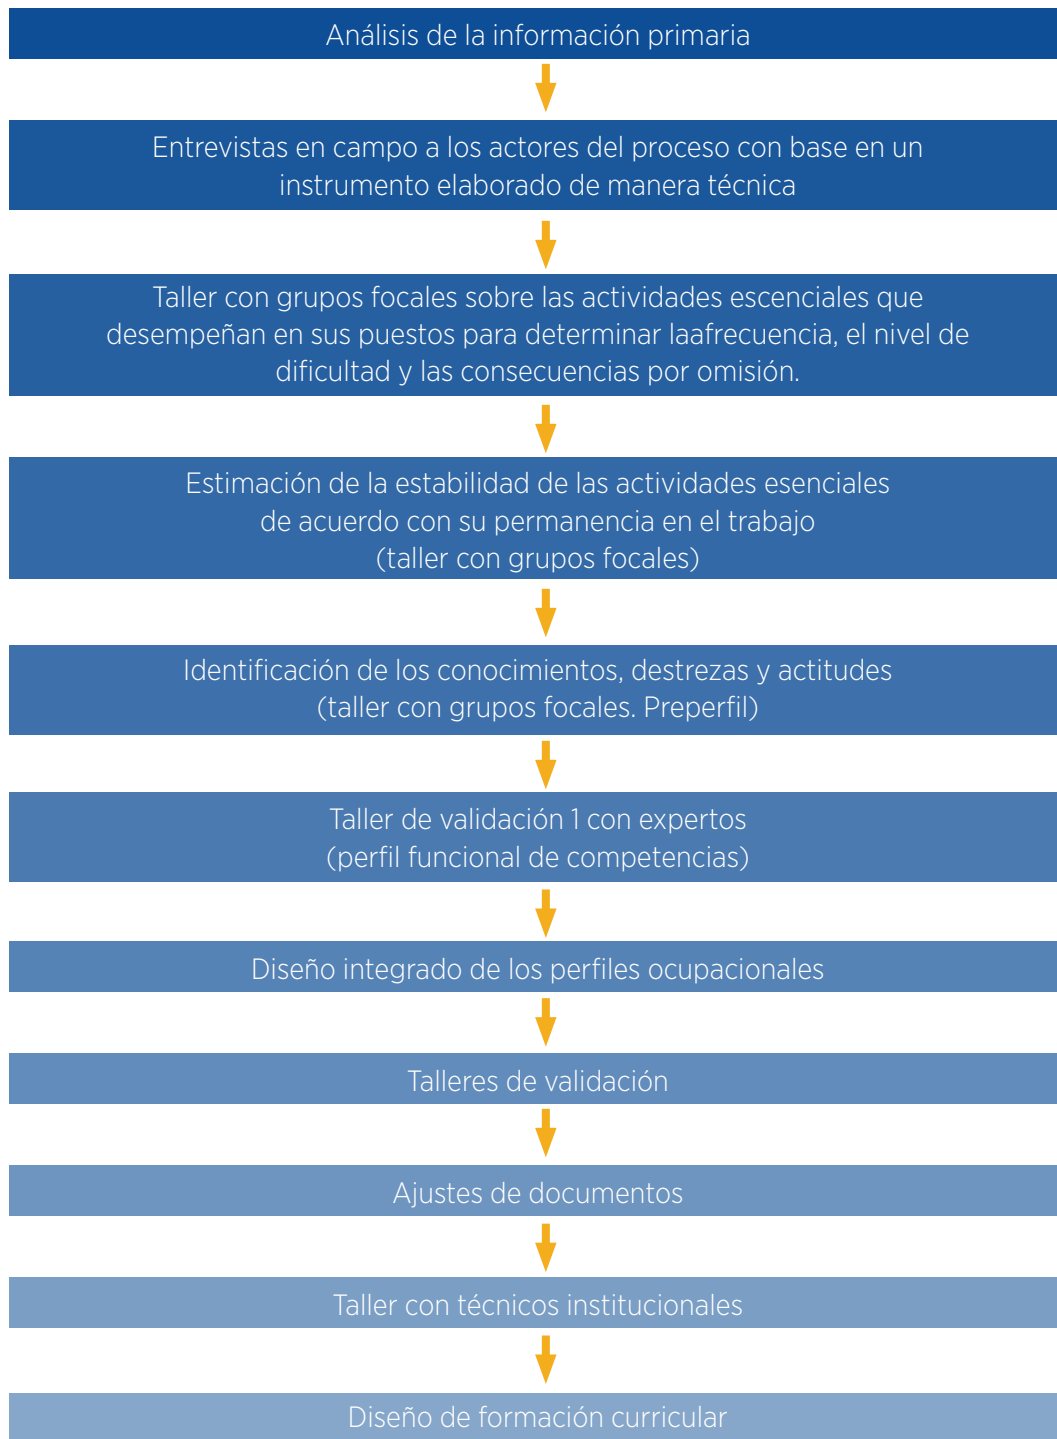 Análisis de la información primaria
Entrevistas en campo a los actores del proceso con base en un
instrumento elaborado de manera técnica
Taller con grupos focales sobre las actividades escenciales que
desempeñan en sus puestos para determinar laafrecuencia, el nivel de
dificultad y las consecuencias por omisión.
Estimación de la estabilidad de las actividades esenciales
de acuerdo con su permanencia en el trabajo
(taller con grupos focales)
Identificación de los conocimientos, destrezas y actitudes
(taller con grupos focales. Preperfil)
Taller de validación 1 con expertos
(perfil funcional de competencias)
Diseño integrado de los perfiles ocupacionales
Talleres de validación
Ajustes de documentos
Taller con técnicos institucionales
Diseño de formación curricular